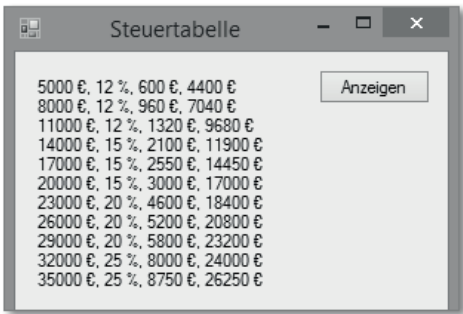 Steuertabelle
5000 €, 12 %, 600 €, 4400 €
8000 €, 12 %, 960 €, 7040 €
11000 €, 12 %, 1320 €, 9680 €
14000 €, 15 %, 2100 €, 11900 €
17000 €, 15 %, 2550 €, 14450 €
20000 €, 15 %, 3000 €, 17000 €
23000 €, 20 %, 4600 €, 18400 €
26000 €, 20 %, 5200 €, 20800 €
29000 €, 20 %, 5800 €, 23200 €
32000 €, 25 %, 8000 €, 24000 €
35000 €, 25 %, 8750 €, 26250 €
Anzeigen